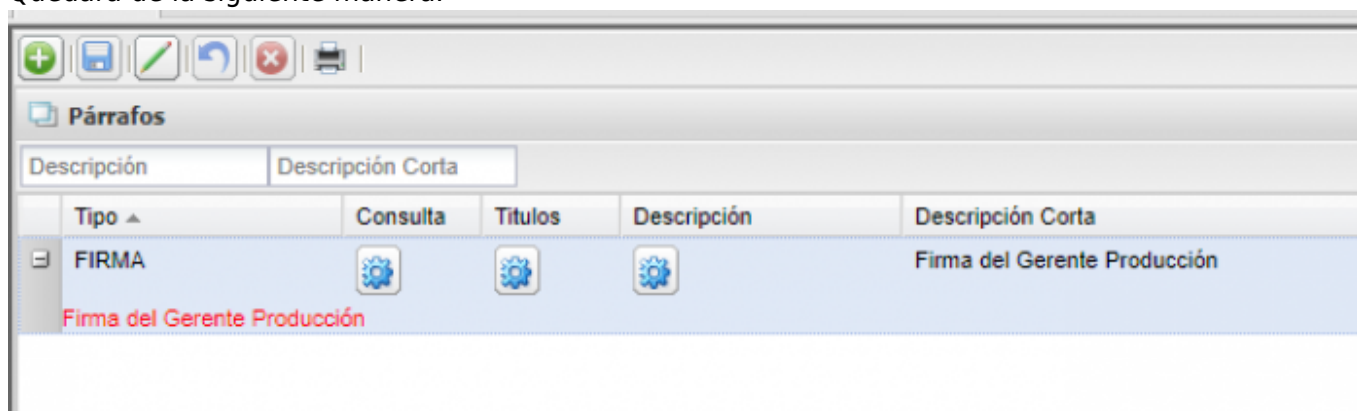 Quedará de la siguiente manera:
Párrafos
Descripción Descripción Corta
Tipo Consulta Titulos Descripción Descripción Corta
FIRMA Firma del Gerente Producción
Firma del Gerente Producción